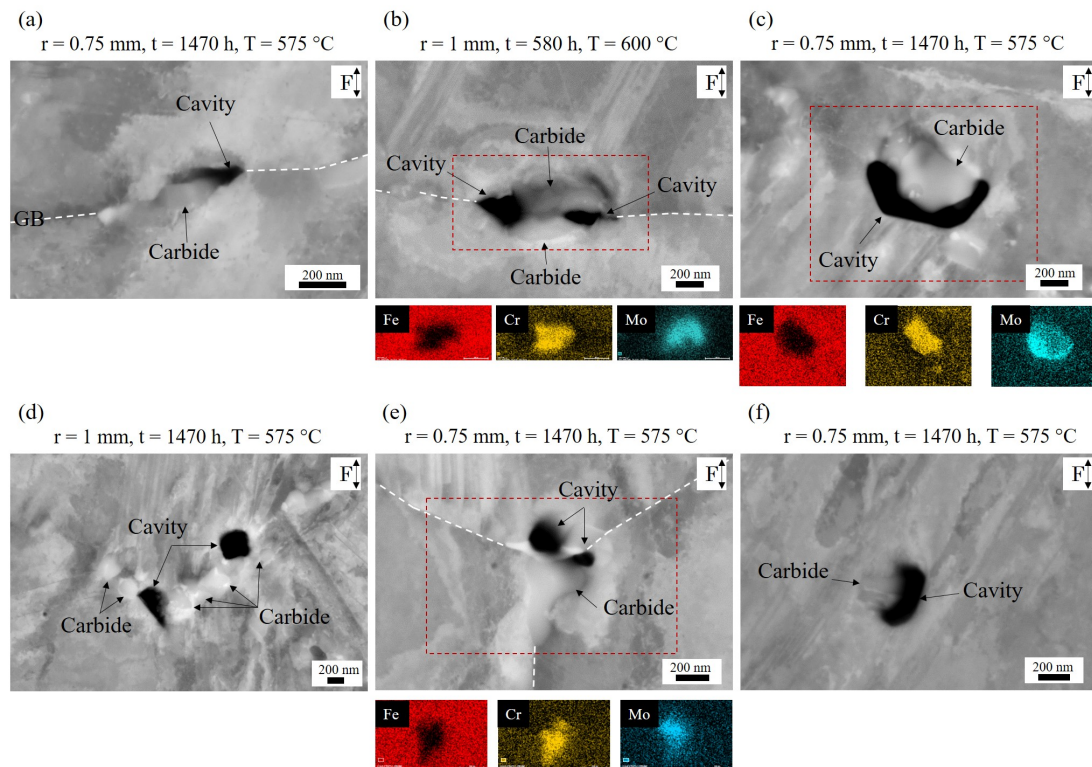 (a)
r = 0.75 mm, t = 1470 h, T = 575 °C
F
Cavity
GB
Carbide
200 nm
(b)
r = 1 mm, t = 580 h, T = 600 °C
F
Carbide
Cavity
Cavity
Carbide
200 nm
Fe
Cr
Mo
(c)
r = 0.75 mm, t = 1470 h, T = 575 °C
F
Carbide
Cavity
200 nm
Fe
Cr
Mo
(d)
r = 1 mm, t = 1470 h, T = 575 °C
F
Cavity
Carbide
Carbide
200 nm
(e)
r = 0.75 mm, t = 1470 h, T = 575 °C
F
Cavity
Carbide
200 nm
Fe
Cr
Mo
(f)
r = 0.75 mm, t = 1470 h, T = 575 °C
F
Carbide
Cavity
200 nm